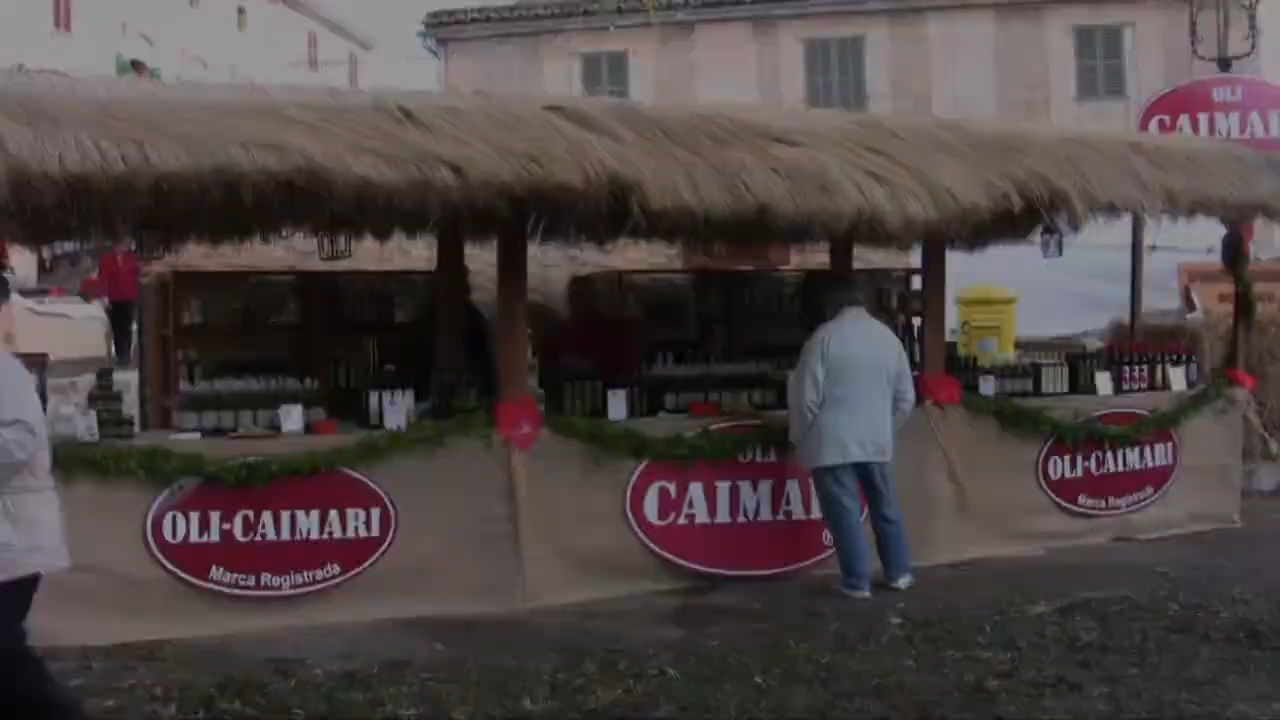 OLI
CAIMARI
OLI-CAIMARI
Marca Registrada
OLI
CAIMARI
OLI-CAIMARI
Marca Registrada